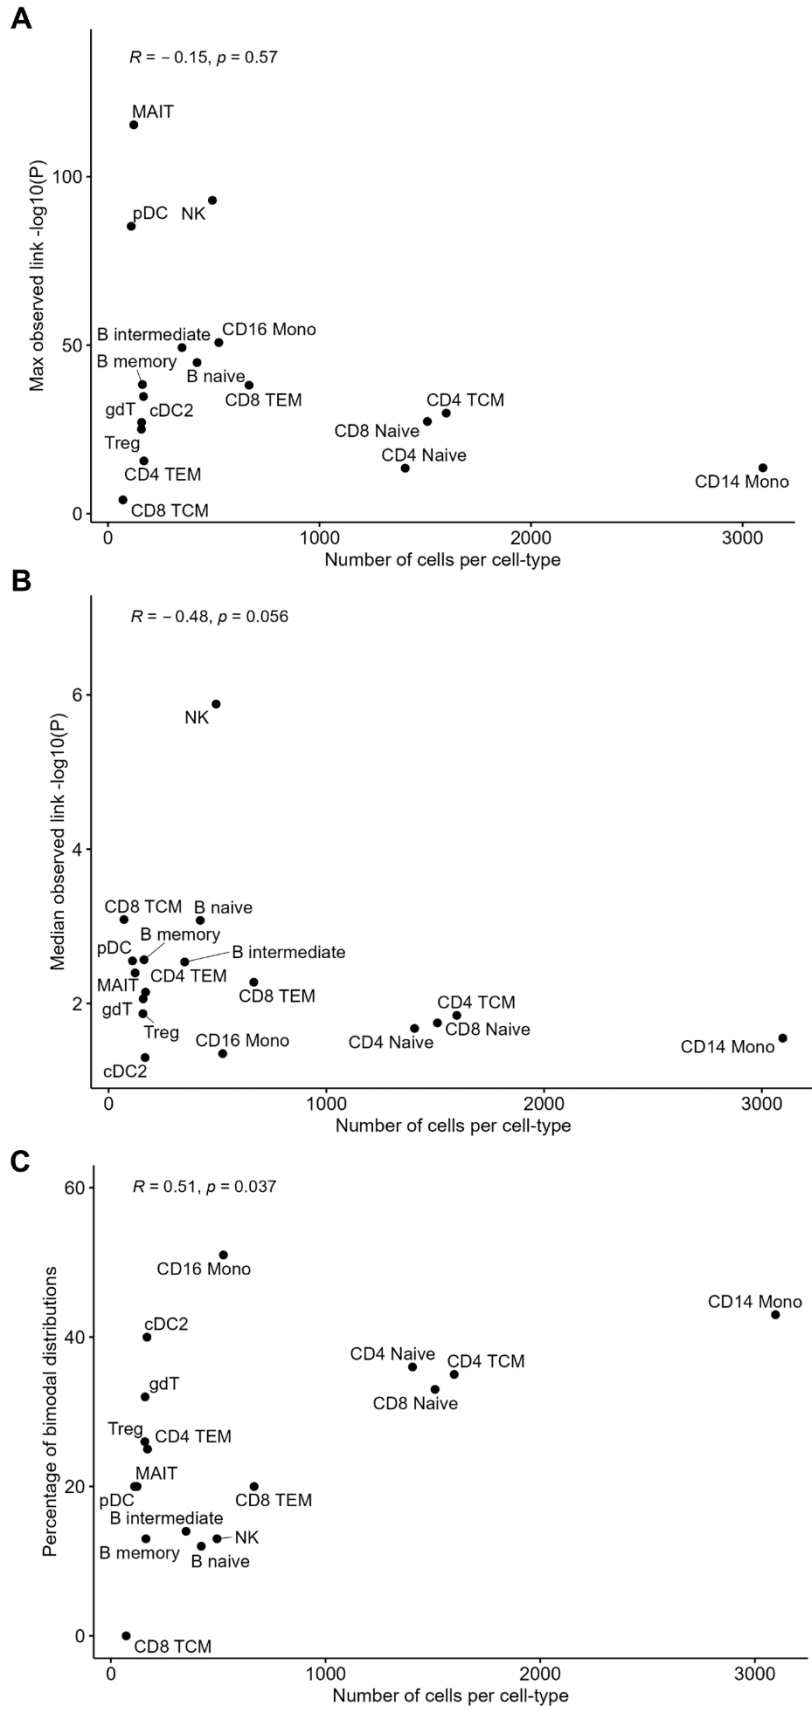 A
R = − 0.15, p = 0.57
MAIT
100
pDC
NK
CD16 Mono
B intermediate
50
B memory
B naive
CD8 TEM
gdT
cDC2
CD4 TCM
CD8 Naive
Treg
CD4 Naive
CD4 TEM
CD14 Mono
CD8 TCM
0
Max observed link -log10(P)
0
1000
2000
3000
Number of cells per cell-type
B
R = − 0.48, p = 0.056
6
NK
4
CD8 TCM
B naive
B memory
pDC
B intermediate
CD4 TEM
MAIT
CD8 TEM
2
gdT
CD4 TCM
Treg
CD8 Naive
CD16 Mono
CD4 Naive
CD14 Mono
cDC2
Median observed link -log10(P)
0
1000
2000
3000
Number of cells per cell-type
C
60
R = 0.51, p = 0.037
CD16 Mono
CD14 Mono
40
cDC2
CD4 Naive
CD4 TCM
gdT
CD8 Naive
Treg
CD4 TEM
MAIT
20
pDC
CD8 TEM
B intermediate
NK
B memory
B naive
0
CD8 TCM
Percentage of bimodal distributions
0
1000
2000
3000
Number of cells per cell-type